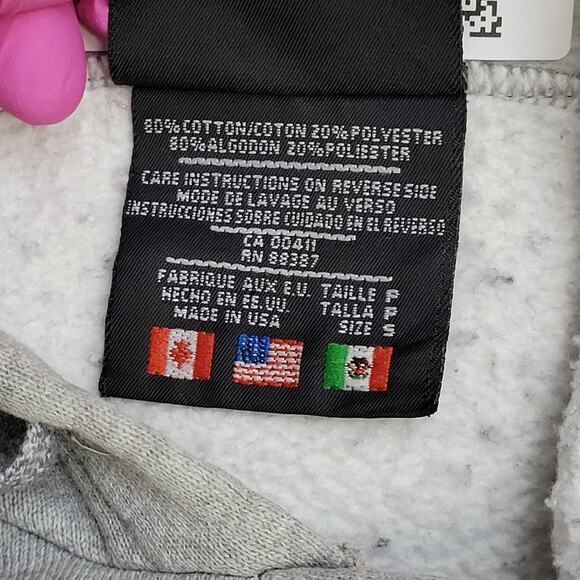 80% COTTON/COTON 20% POLYESTER
80% ALGODON 20% POLIESTER
CARE INSTRUCTIONS ON REVERSE SIDE
MODE DE LAVAGE AU VERSO
INSTRUCCIONES SOBRE CUIDADO EN EL REVERSO
CA 00411
RN 88387
FABRIQUE AUX E.U. TAILLE P
HECHO EN EE.UU. TALLA P
MADE IN USA SIZE S